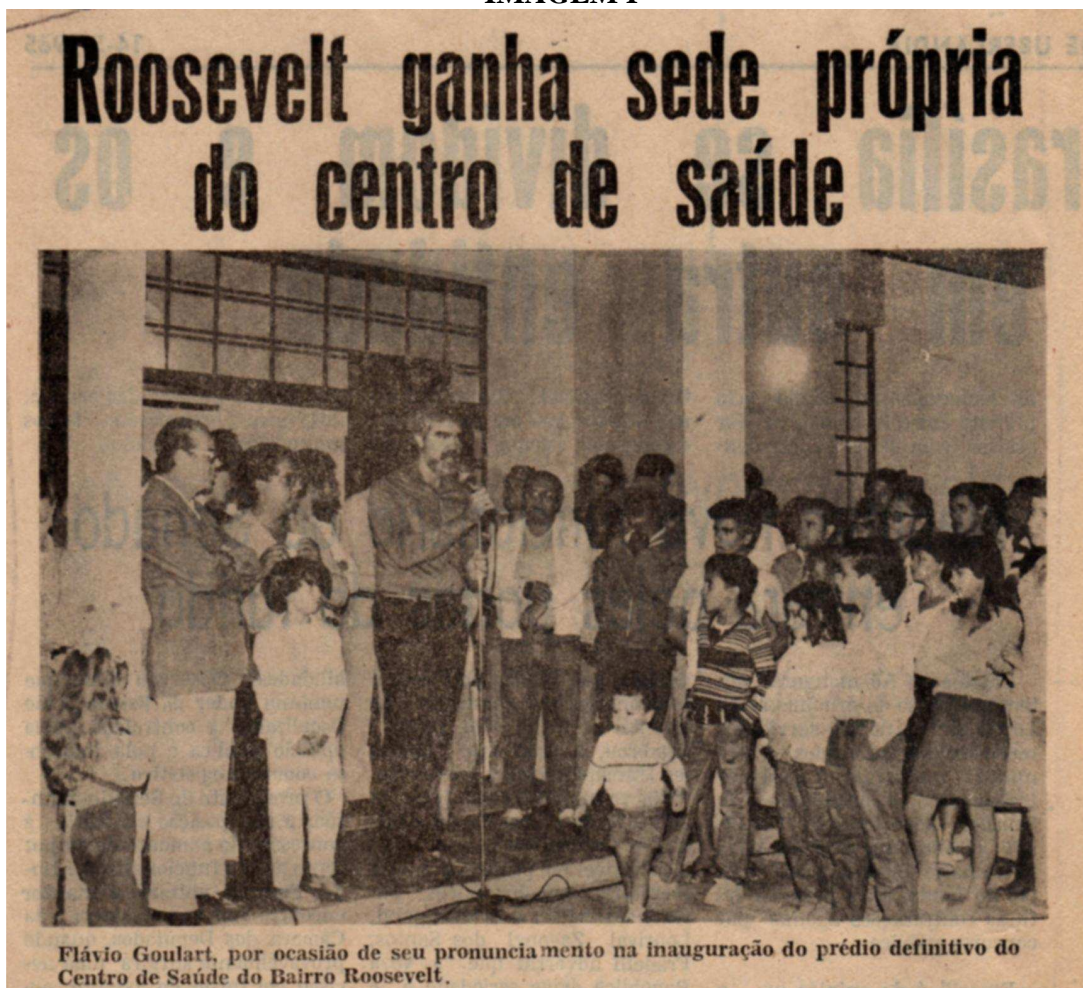 IMAGEM I
Roosevelt ganha sede própria
do centro de saúde
Flávio Goulart, por ocasião de seu pronunciamento na inauguração do prédio definitivo do
Centro de Saúde do Bairro Roosevelt.